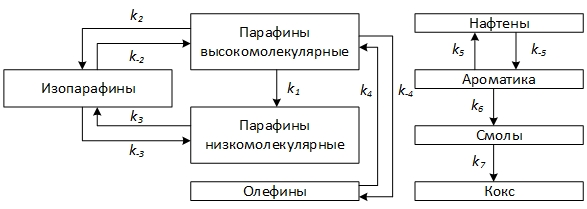 k2
k-2
Парафины
высокомолекулярные
Изопарафины
k1
k3
k-3
Парафины
низкомолекулярные
k4
k-4
Олефины
Нафтены
k5
k-5
Ароматика
k6
Смолы
k7
Кокс